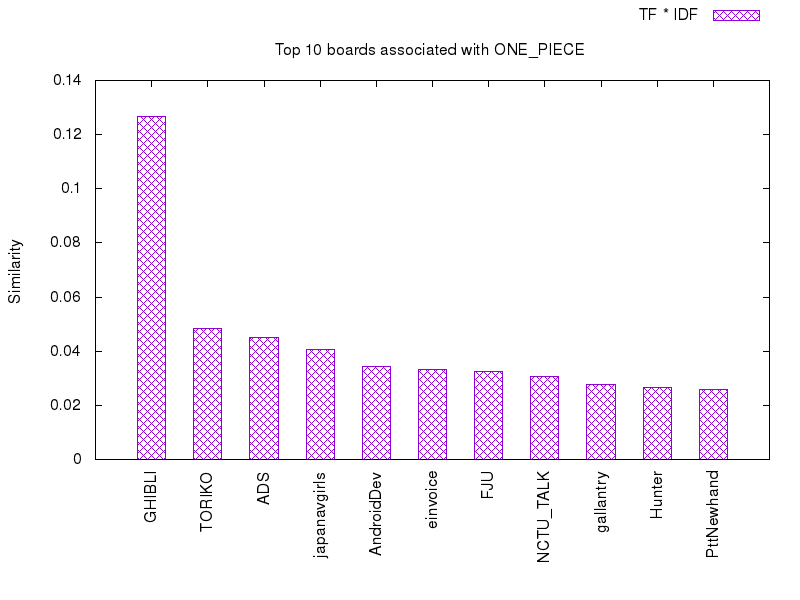 TF * IDF
Top 10 boards associated with ONE_PIECE
0.14
0.12
0.1
0.08
0.06
0.04
0.02
0
Similarity
GHIBLI
TORIKO
ADS
japanavgirls
AndroidDev
einvoice
FJU
NCTU_TALK
gallantry
Hunter
PttNewhand